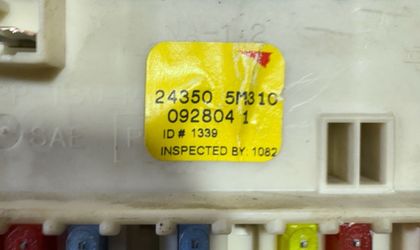 24350 5M310
092804 1
ID # 1339
INSPECTED BY: 1082
SAE